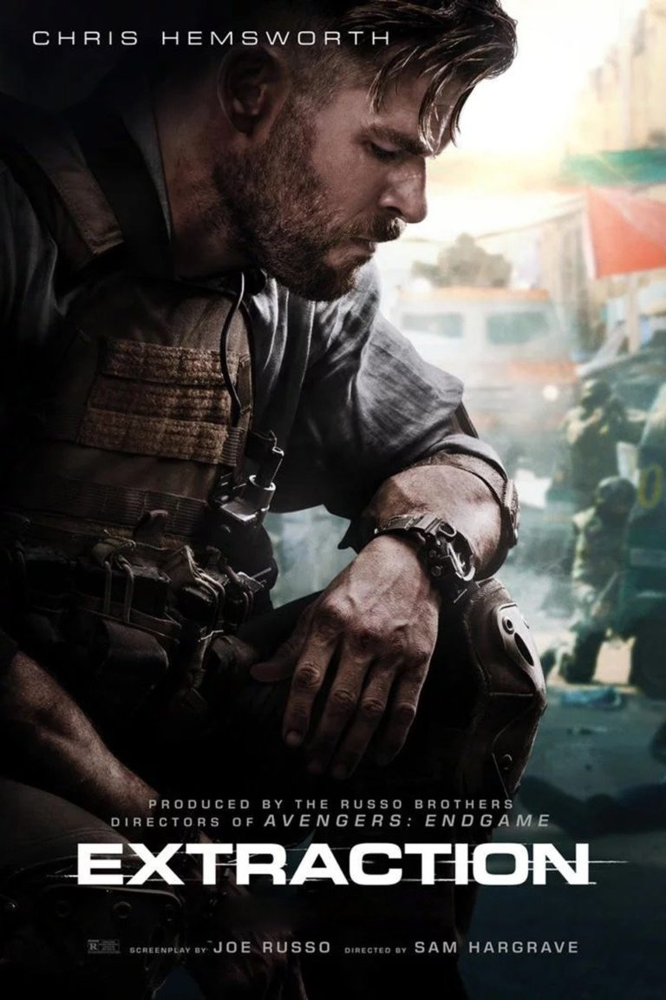 CHRIS HEMSWORTH
PRODUCED BY THE RUSSO BROTHERS
DIRECTORS OF AVENGERS: ENDGAME
EXTRACTION
R SCREENPLAY BY JOE RUSSO DIRECTED BY SAM HARGRAVE